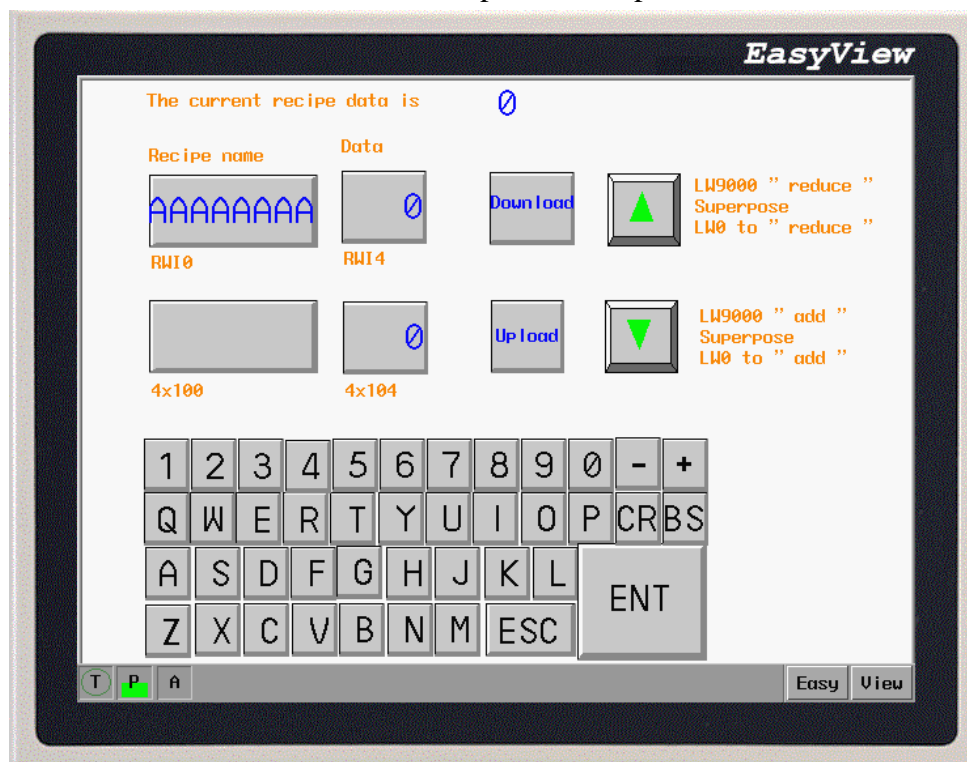 EasyView
The current recipe data is 0
Recipe name Data
AAAAAAAA 0 Download LW9000 " reduce "
Superpose
LW0 to " reduce "
RWI0 RWI4
0 Upload LW9000 " add "
Superpose
LW0 to " add "
4x100 4x104
1 2 3 4 5 6 7 8 9 0 - +
Q W E R T Y U I O P CR BS
A S D F G H J K L ENT
Z X C V B N M ESC
T P A Easy View